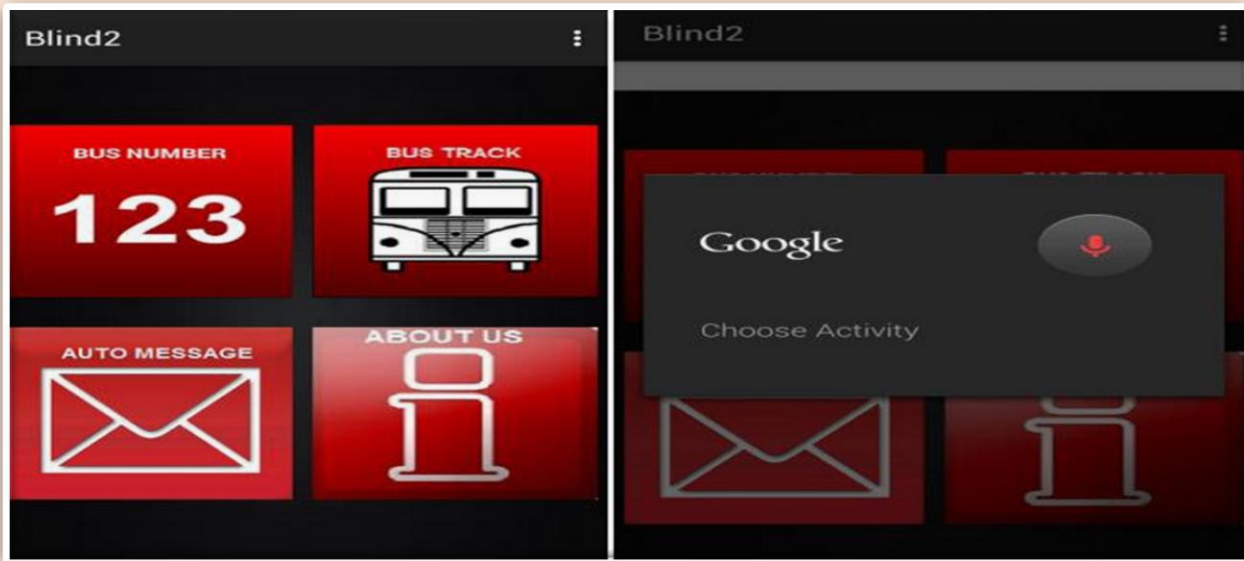 Blind2
BUS NUMBER
123
BUS TRACK
AUTO MESSAGE
ABOUT US
Blind2
Google
Choose Activity